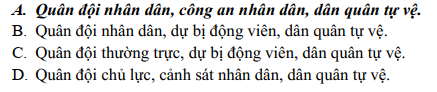 A. Quân đội nhân dân, công an nhân dân, dân quân tự vệ.
B. Quân đội nhân dân, dự bị động viên, dân quân tự vệ.
C. Quân đội thường trực, dự bị động viên, dân quân tự vệ.
D. Quân đội chủ lực, cảnh sát nhân dân, dân quân tự vệ.